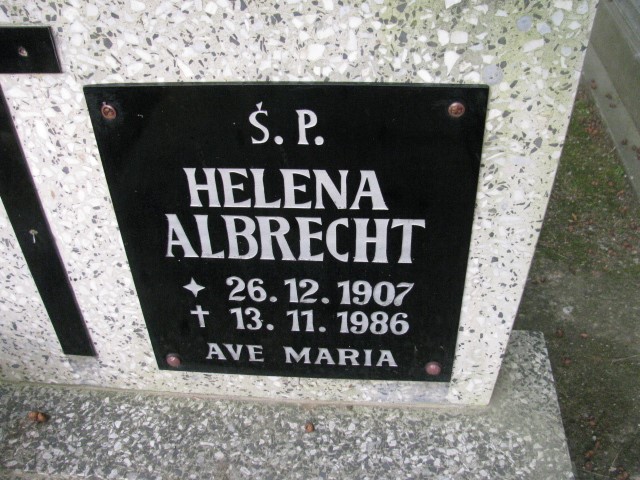 Ś. P.
HELENA
ALBRECHT
✦ 26. 12. 1907
✝ 13. 11. 1986
AVE MARIA